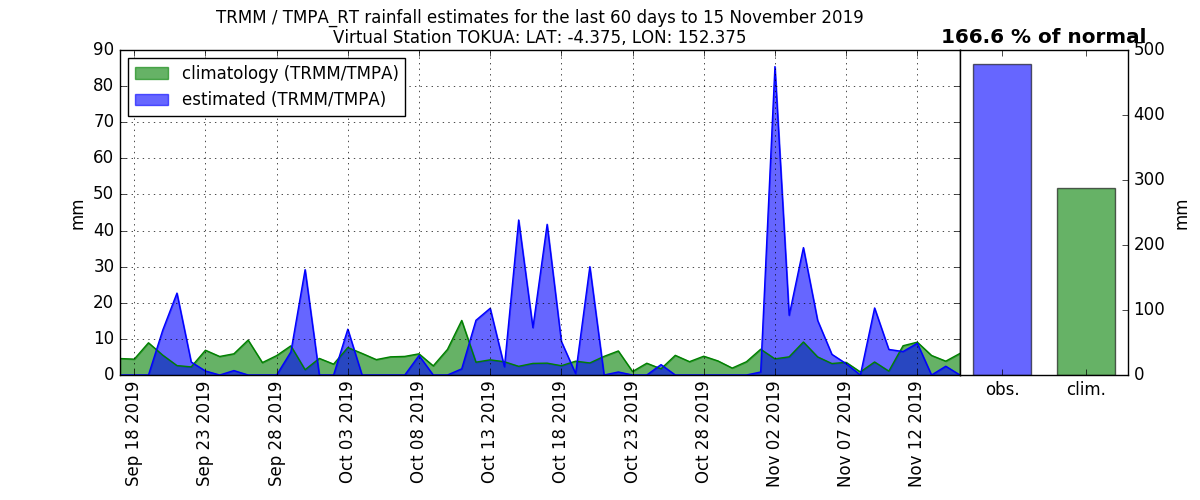 TRMM / TMPA_RT rainfall estimates for the last 60 days to 15 November 2019
Virtual Station TOKUA: LAT: -4.375, LON: 152.375
166.6 % of normal
climatology (TRMM/TMPA)
estimated (TRMM/TMPA)
90
80
70
60
50
40
30
20
10
0
mm
Sep 18 2019
Sep 23 2019
Sep 28 2019
Oct 03 2019
Oct 08 2019
Oct 13 2019
Oct 18 2019
Oct 23 2019
Oct 28 2019
Nov 02 2019
Nov 07 2019
Nov 12 2019
obs.
clim.
500
400
300
200
100
0
mm